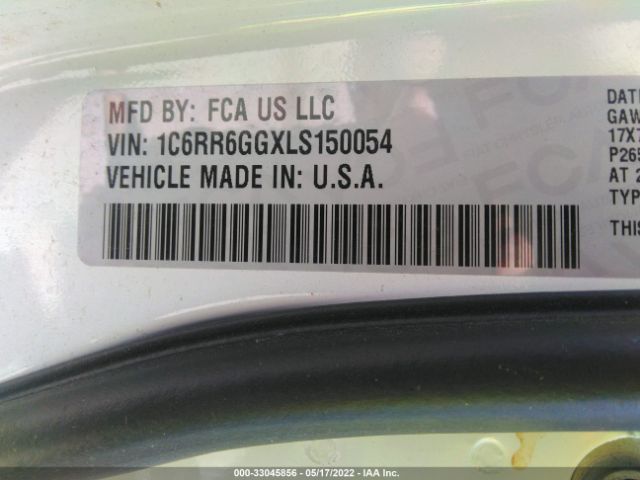 MFD BY: FCA US LLC
VIN: 1C6RR6GGXLS150054
VEHICLE MADE IN: U.S.A.
DATE
GAW
17X7
P265
AT 2
TYP
THIS
000-33045856 - 05/17/2022 - IAA Inc.